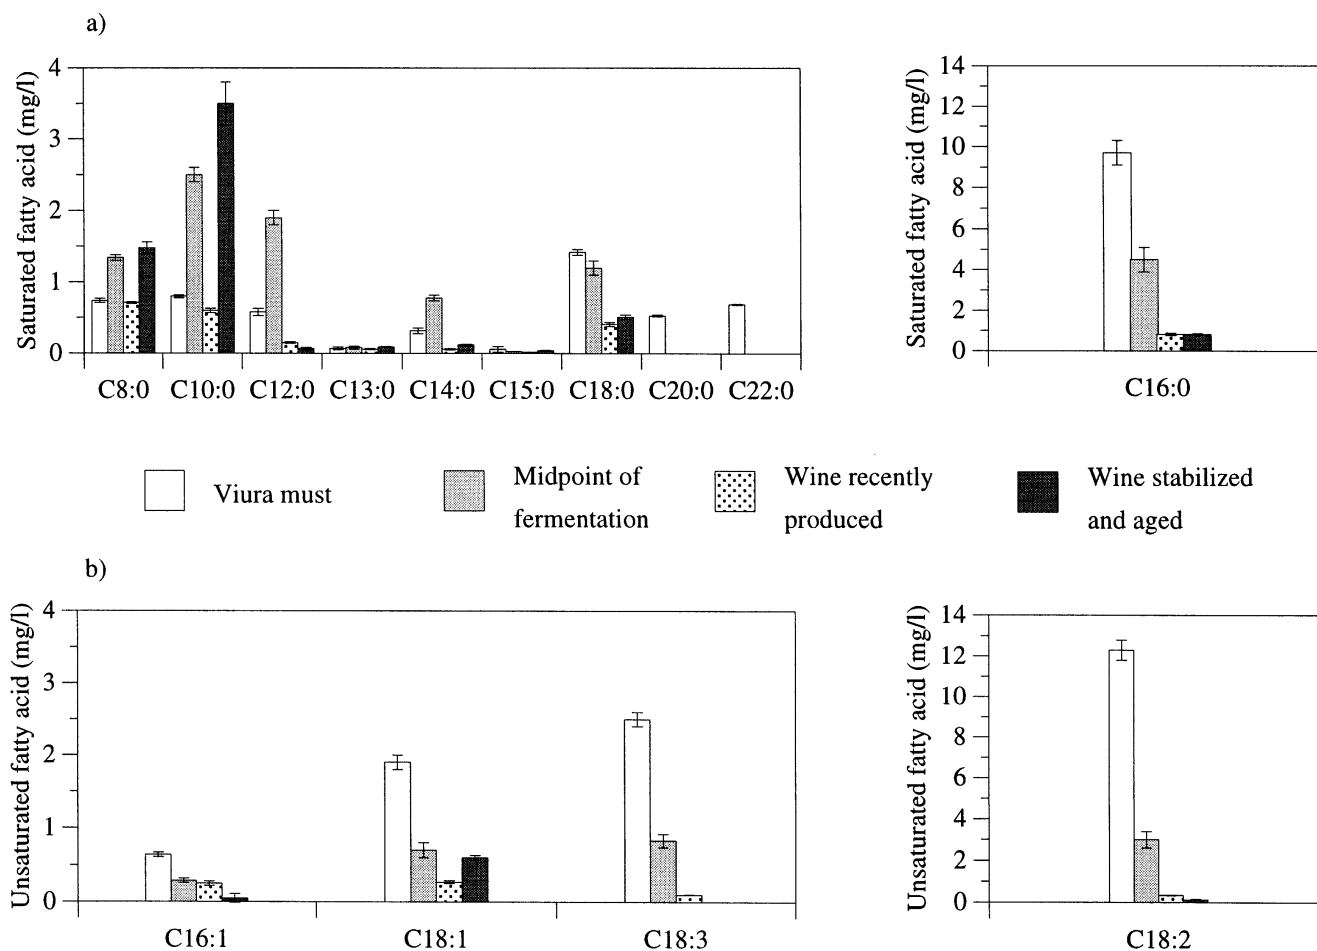 a)
Saturated fatty acid (mg/l)
4
3
2
1
0
C8:0 C10:0 C12:0 C13:0 C14:0 C15:0 C18:0 C20:0 C22:0
Saturated fatty acid (mg/l)
14
12
10
8
6
4
2
0
C16:0
Viura must
Midpoint of
fermentation
Wine recently
produced
Wine stabilized
and aged
b)
Unsaturated fatty acid (mg/l)
4
3
2
1
0
C16:1 C18:1 C18:3
Unsaturated fatty acid (mg/l)
14
12
10
8
6
4
2
0
C18:2